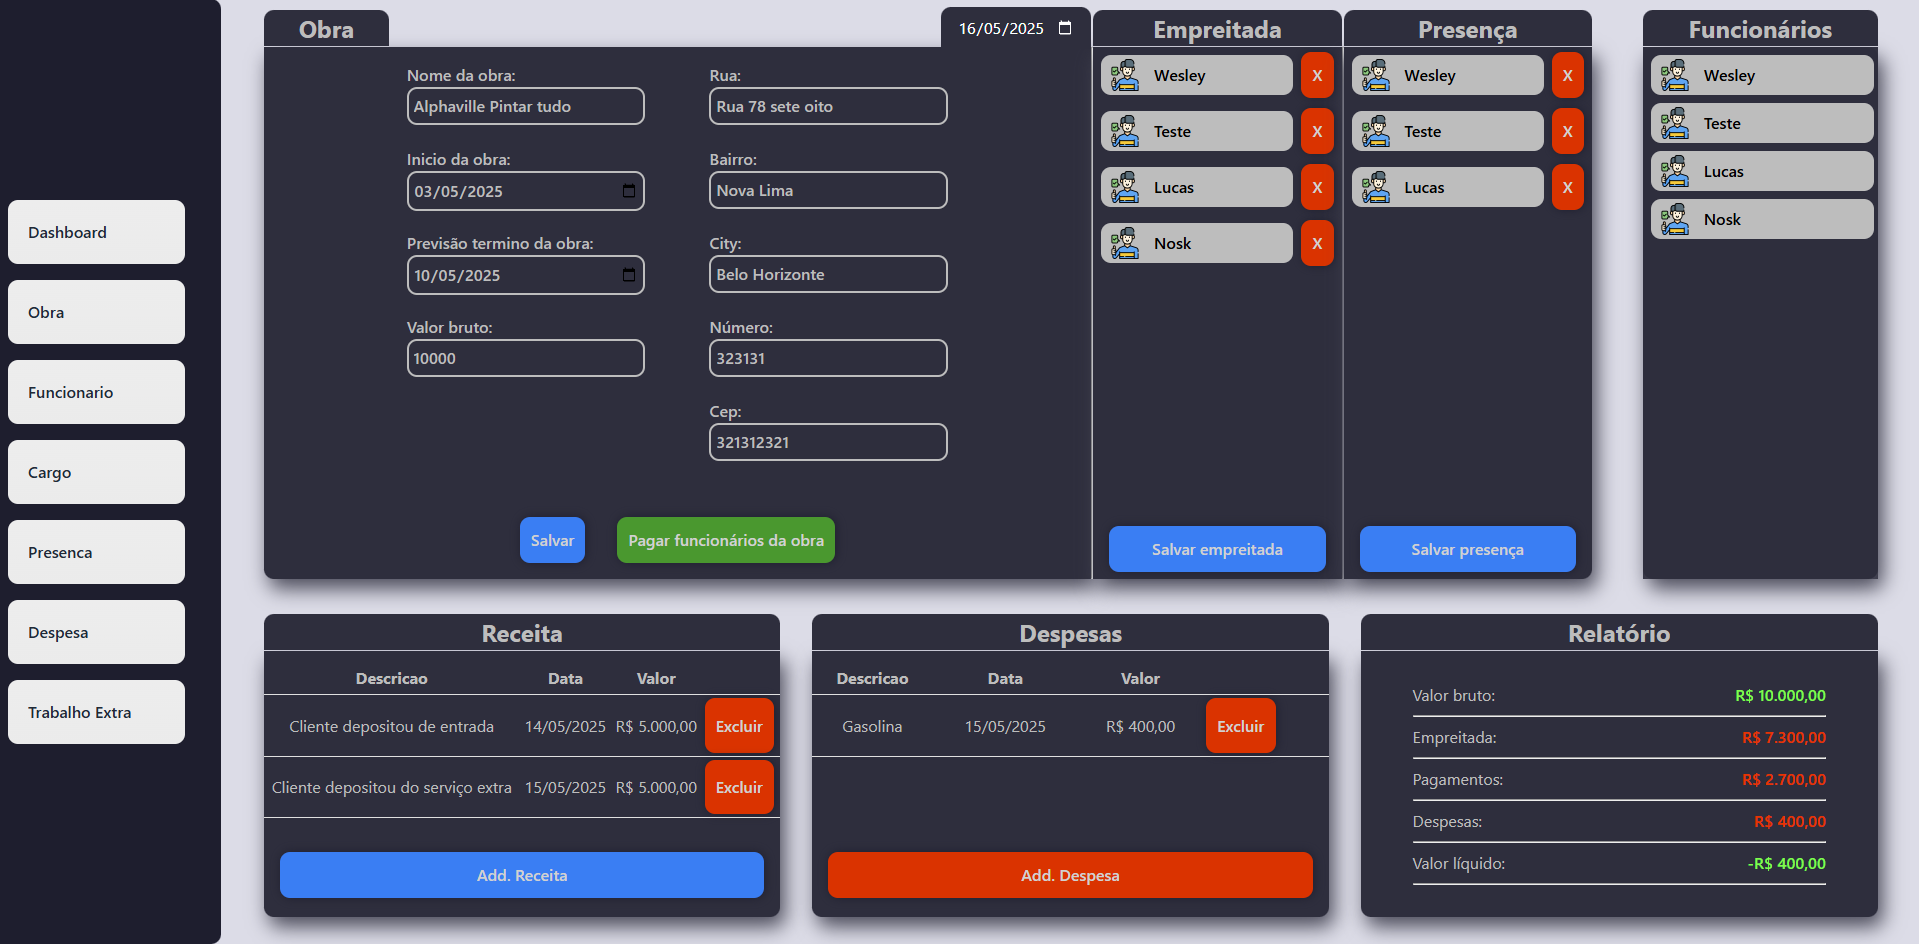 Dashboard
Obra
Funcionario
Cargo
Presenca
Despesa
Trabalho Extra
Obra
16/05/2025
Nome da obra:
Alphaville Pintar tudo
Inicio da obra:
03/05/2025
Previsão termino da obra:
10/05/2025
Valor bruto:
10000
Rua:
Rua 78 sete oito
Bairro:
Nova Lima
City:
Belo Horizonte
Número:
323131
Cep:
321312321
Salvar
Pagar funcionários da obra
Empreitada
Wesley X
Teste X
Lucas X
Nosk X
Salvar empreitada
Presença
Wesley X
Teste X
Lucas X
Salvar presença
Funcionários
Wesley
Teste
Lucas
Nosk
Receita
Descricao Data Valor
Cliente depositou de entrada 14/05/2025 R$ 5.000,00 Excluir
Cliente depositou do serviço extra 15/05/2025 R$ 5.000,00 Excluir
Add. Receita
Despesas
Descricao Data Valor
Gasolina 15/05/2025 R$ 400,00 Excluir
Add. Despesa
Relatório
Valor bruto: R$ 10.000,00
Empreitada: R$ 7.300,00
Pagamentos: R$ 2.700,00
Despesas: R$ 400,00
Valor líquido: -R$ 400,00